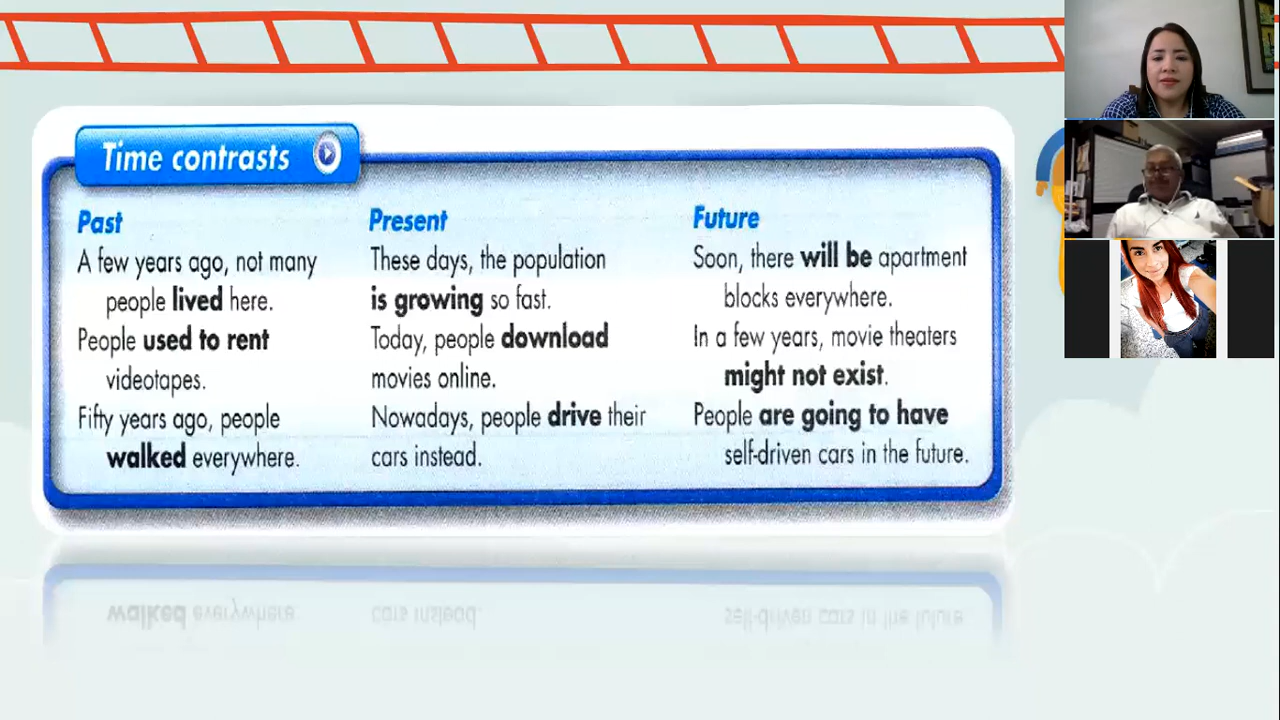 Time contrasts
Past
A few years ago, not many
people lived here.
People used to rent
videotapes.
Fifty years ago, people
walked everywhere.
Present
These days, the population
is growing so fast.
Today, people download
movies online.
Nowadays, people drive their
cars instead.
Future
Soon, there will be apartment
blocks everywhere.
In a few years, movie theaters
might not exist.
People are going to have
self-driven cars in the future.